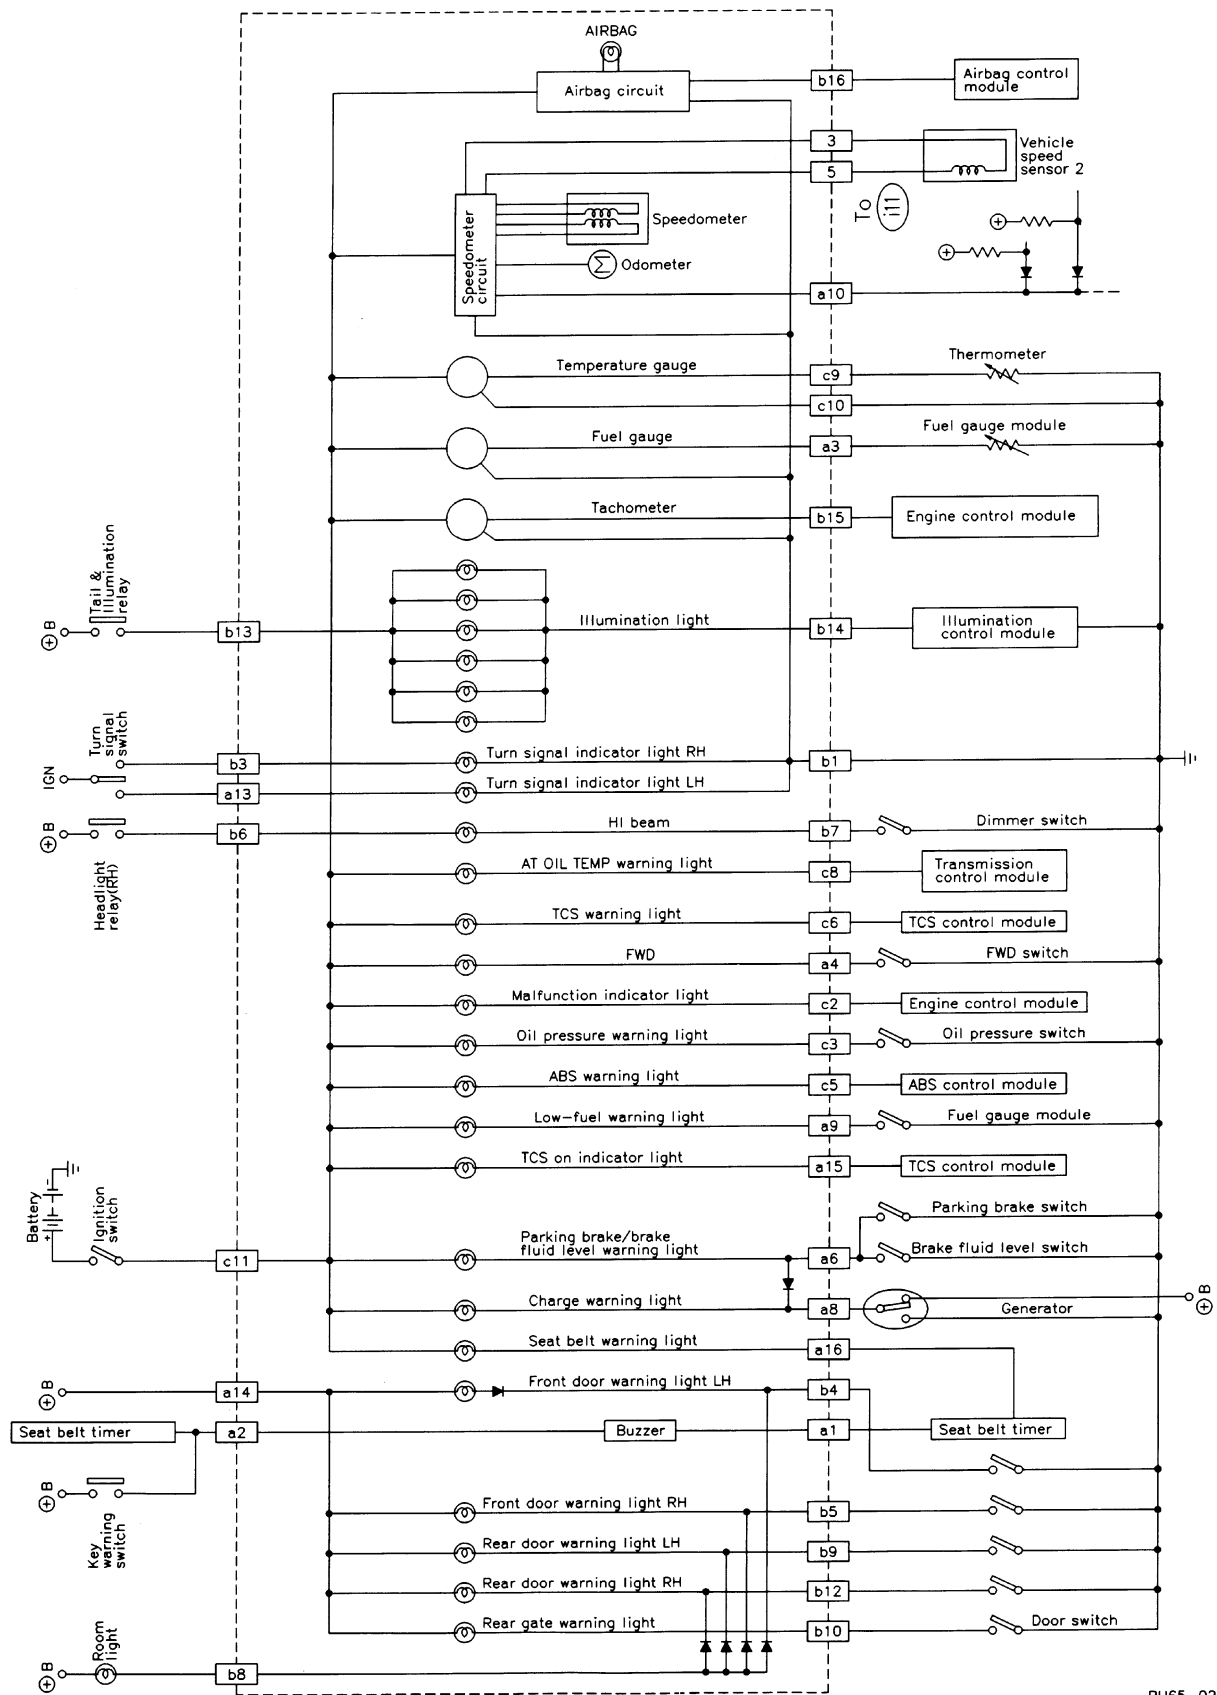 AIRBAG
Airbag circuit
b16
Airbag control
module
3
5
Vehicle
speed
sensor 2
To
i11
Speedometer
circuit
Speedometer
Odometer
a10
Temperature gauge
c9
Thermometer
c10
Fuel gauge
a3
Fuel gauge module
Tachometer
b15
Engine control module
B
Tail &
Illumination
relay
b13
Illumination light
b14
Illumination
control module
Turn
signal
switch
IGN
b3
Turn signal indicator light RH
b1
a13
Turn signal indicator light LH
B
Headlight
relay(RH)
b6
HI beam
b7
Dimmer switch
AT OIL TEMP warning light
c8
Transmission
control module
TCS warning light
c6
TCS control module
FWD
a4
FWD switch
Malfunction indicator light
c2
Engine control module
Oil pressure warning light
c3
Oil pressure switch
ABS warning light
c5
ABS control module
Low-fuel warning light
a9
Fuel gauge module
TCS on indicator light
a15
TCS control module
Battery
Ignition
switch
c11
Parking brake/brake
fluid level warning light
a6
Parking brake switch
Brake fluid level switch
Charge warning light
a8
Generator
B
Seat belt warning light
a16
B
a14
Front door warning light LH
b4
Seat belt timer
a2
Buzzer
a1
Seat belt timer
B
Key
warning
switch
Front door warning light RH
b5
Rear door warning light LH
b9
Rear door warning light RH
b12
Rear gate warning light
b10
Door switch
B
Room
light
b8